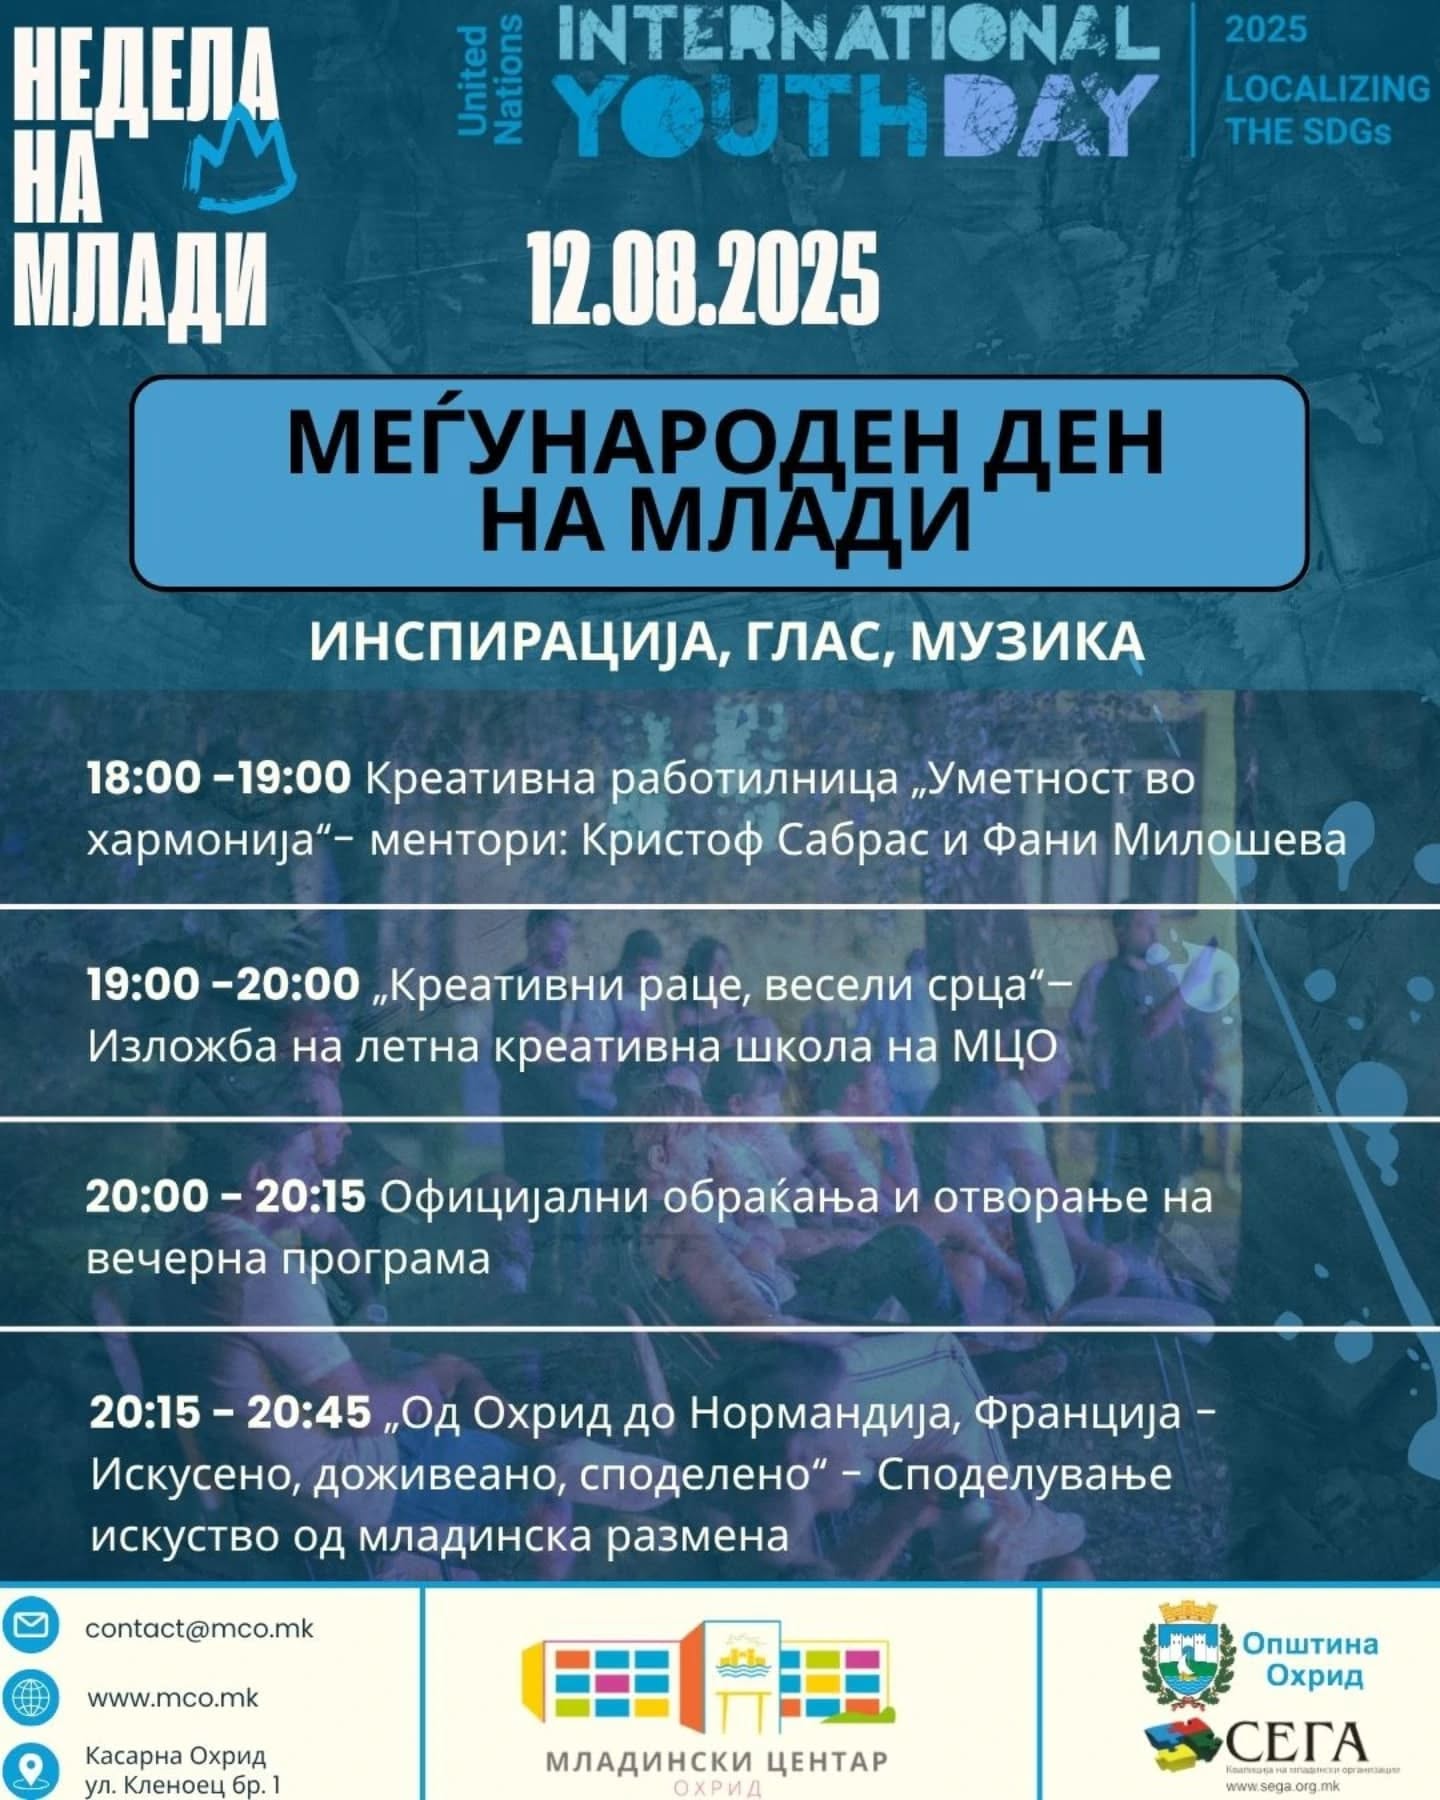 НЕДЕЛА
НА
МЛАДИ
United
Nations
INTERNATIONAL
YOUTH DAY
2025
LOCALIZING
THE SDGs
12.08.2025
МЕЃУНАРОДЕН ДЕН
НА МЛАДИ
ИНСПИРАЦИЈА, ГЛАС, МУЗИКА
18:00 –19:00 Креативна работилница „Уметност во
хармонија“– ментори: Кристоф Сабрас и Фани Милошева
19:00 –20:00 „Креативни раце, весели срца“–
Изложба на летна креативна школа на МЦО
20:00 – 20:15 Официјални обраќања и отворање на
вечерна програма
20:15 – 20:45 „Од Охрид до Нормандија, Франција –
Искусено, доживеано, споделено“ – Споделување
искуство од младинска размена
contact@mco.mk
www.mco.mk
Касарна Охрид
ул. Кленоец бр. 1
МЛАДИНСКИ ЦЕНТАР
ОХРИД
Општина
Охрид
СЕГА
Коалиција на младински организации
www.sega.org.mk